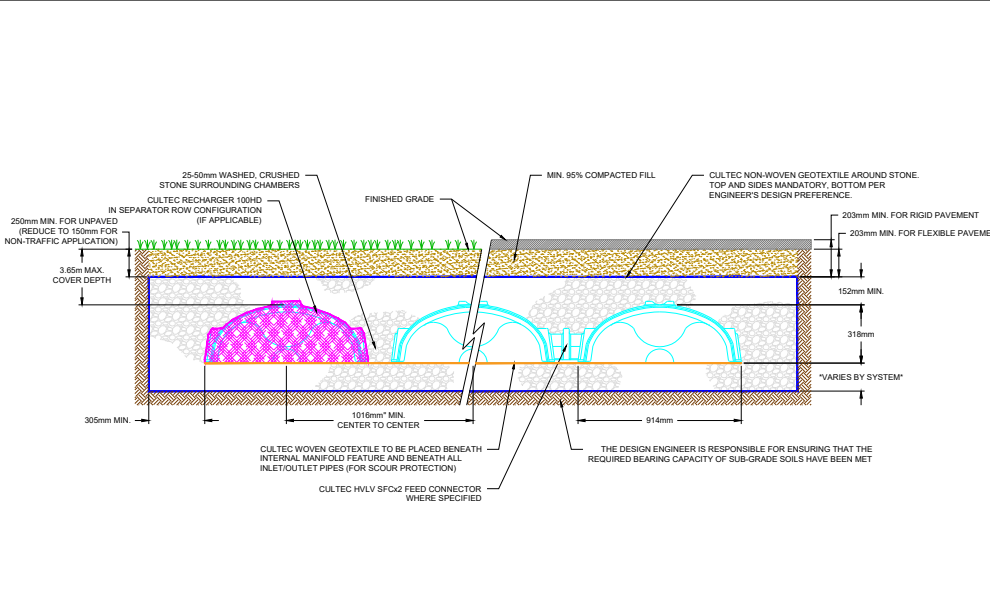 25-50mm WASHED, CRUSHED
STONE SURROUNDING CHAMBERS
CULTEC RECHARGER 100HD
IN SEPARATOR ROW CONFIGURATION
(IF APPLICABLE)
250mm MIN. FOR UNPAVED
(REDUCE TO 150mm FOR
NON-TRAFFIC APPLICATION)
3.65m MAX.
COVER DEPTH
FINISHED GRADE
MIN. 95% COMPACTED FILL
CULTEC NON-WOVEN GEOTEXTILE AROUND STONE.
TOP AND SIDES MANDATORY, BOTTOM PER
ENGINEER'S DESIGN PREFERENCE.
203mm MIN. FOR RIGID PAVEMENT
203mm MIN. FOR FLEXIBLE PAVEME
152mm MIN.
318mm
*VARIES BY SYSTEM*
305mm MIN.
1016mm" MIN.
CENTER TO CENTER
914mm
CULTEC WOVEN GEOTEXTILE TO BE PLACED BENEATH
INTERNAL MANIFOLD FEATURE AND BENEATH ALL
INLET/OUTLET PIPES (FOR SCOUR PROTECTION)
THE DESIGN ENGINEER IS RESPONSIBLE FOR ENSURING THAT THE
REQUIRED BEARING CAPACITY OF SUB-GRADE SOILS HAVE BEEN MET
CULTEC HVLV SFCx2 FEED CONNECTOR
WHERE SPECIFIED